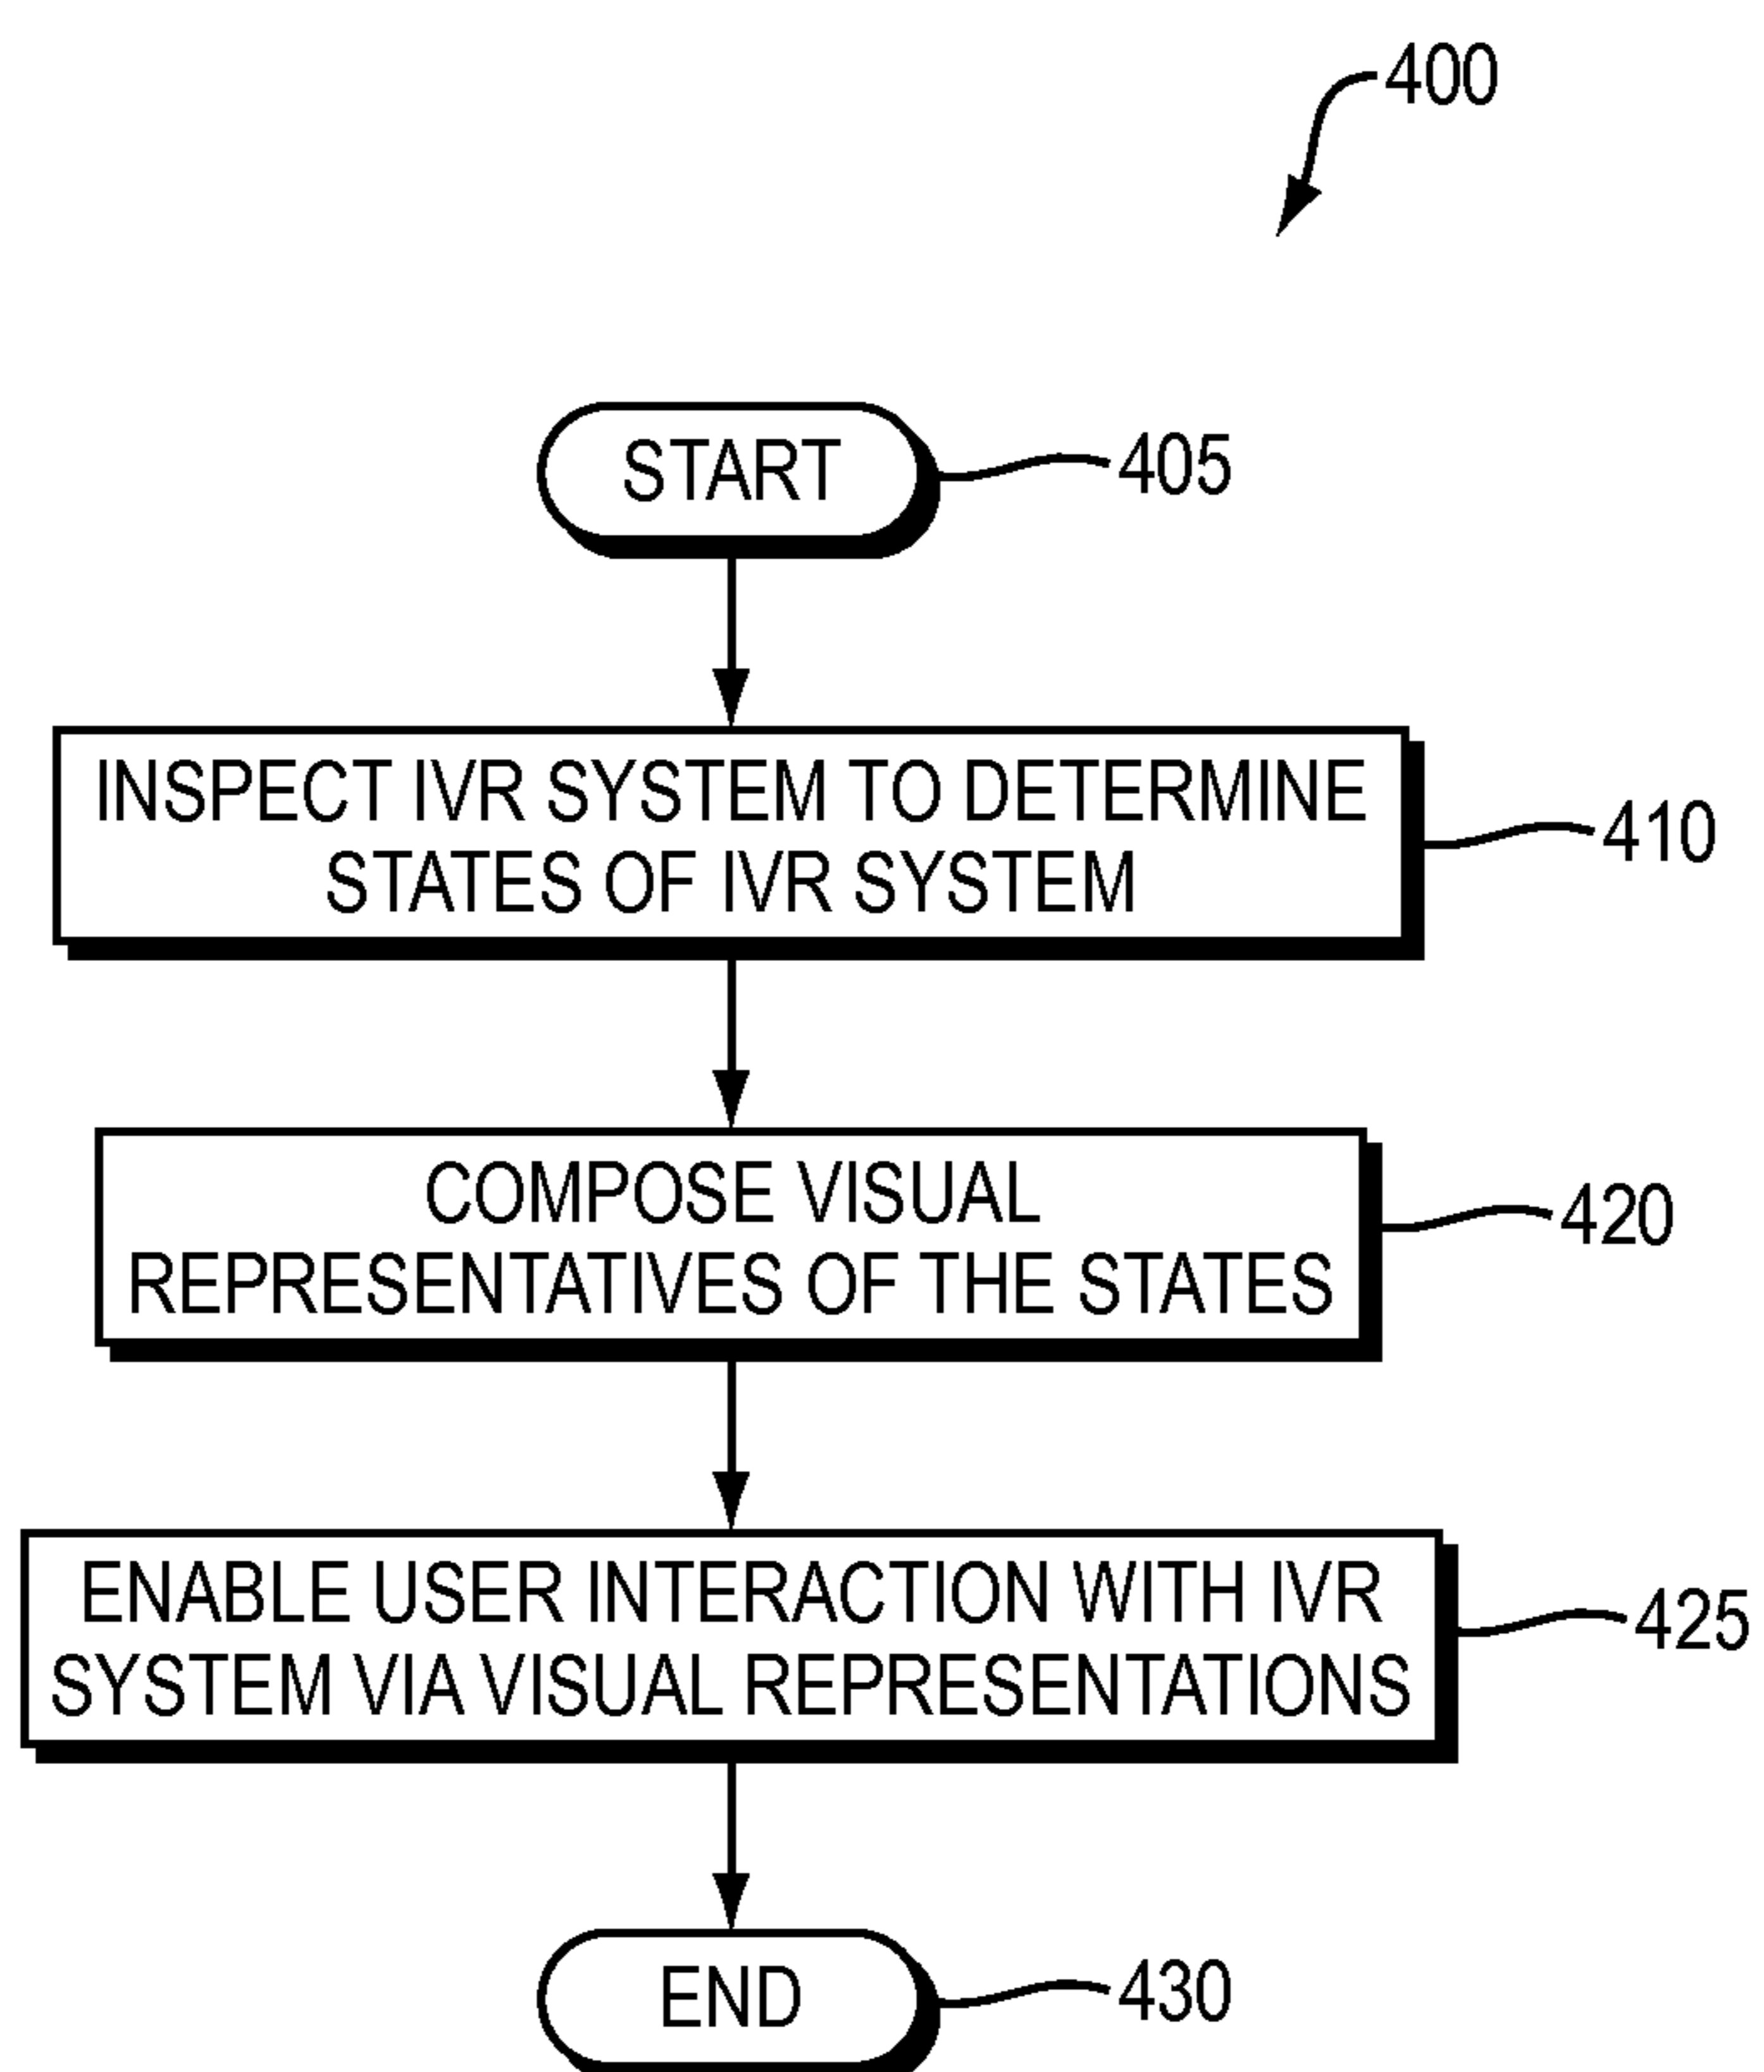 400
START
405
INSPECT IVR SYSTEM TO DETERMINE
STATES OF IVR SYSTEM
410
COMPOSE VISUAL
REPRESENTATIVES OF THE STATES
420
ENABLE USER INTERACTION WITH IVR
SYSTEM VIA VISUAL REPRESENTATIONS
425
END
430